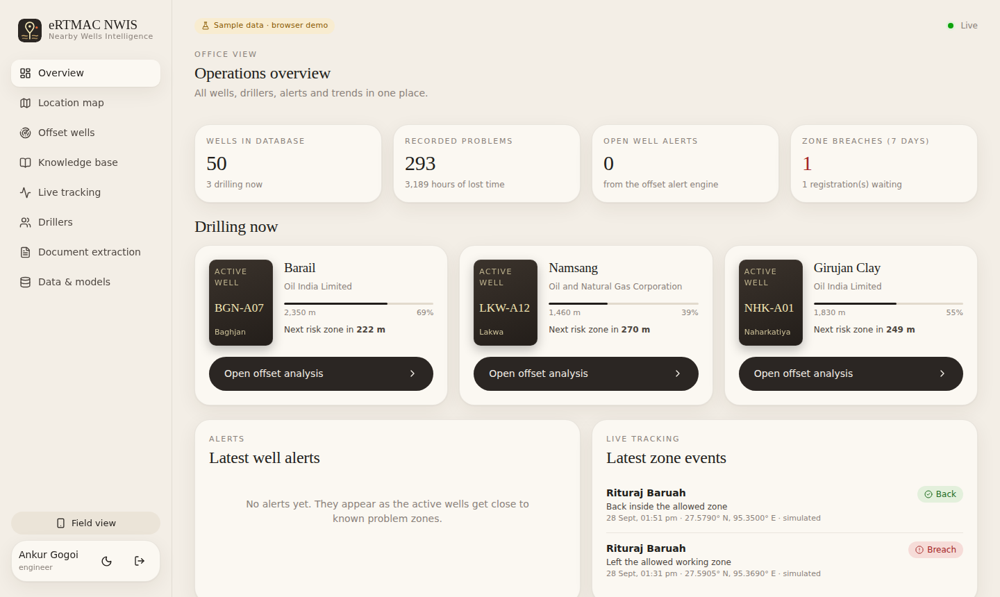 eRTMAC NWIS
Nearby Wells Intelligence
Overview
Location map
Offset wells
Knowledge base
Live tracking
Drillers
Document extraction
Data & models
Field view
Ankur Gogoi
engineer
Sample data · browser demo
Live
OFFICE VIEW
Operations overview
All wells, drillers, alerts and trends in one place.
WELLS IN DATABASE
50
3 drilling now
RECORDED PROBLEMS
293
3,189 hours of lost time
OPEN WELL ALERTS
0
from the offset alert engine
ZONE BREACHES (7 DAYS)
1
1 registration(s) waiting
Drilling now
ACTIVE
WELL
BGN-A07
Baghjan
Barail
Oil India Limited
2,350 m 69%
Next risk zone in 222 m
Open offset analysis
ACTIVE
WELL
LKW-A12
Lakwa
Namsang
Oil and Natural Gas Corporation
1,460 m 39%
Next risk zone in 270 m
Open offset analysis
ACTIVE
WELL
NHK-A01
Naharkatiya
Girujan Clay
Oil India Limited
1,830 m 55%
Next risk zone in 249 m
Open offset analysis
ALERTS
Latest well alerts
No alerts yet. They appear as the active wells get close to
known problem zones.
LIVE TRACKING
Latest zone events
Rituraj Baruah
Back
Back inside the allowed zone
28 Sept, 01:51 pm · 27.5790° N, 95.3500° E · simulated
Rituraj Baruah
Breach
Left the allowed working zone
28 Sept, 01:31 pm · 27.5905° N, 95.3690° E · simulated